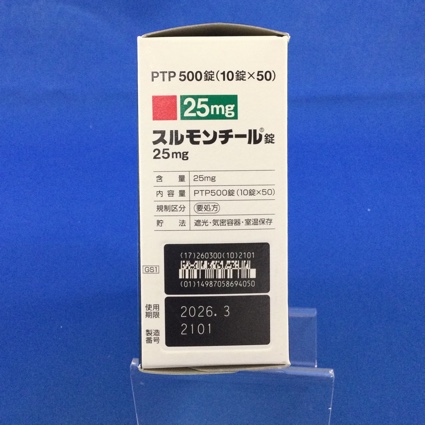 PTP500錠(10錠×50)
25mg
スルモンチール®錠
25mg
含量 25mg
内容量 PTP500錠(10錠×50)
規制区分 要処方
貯法 遮光・気密容器・室温保存
(17)260300(10)2101
GS1
(01)14987058694050
使用期限 2026.3
製造番号 2101